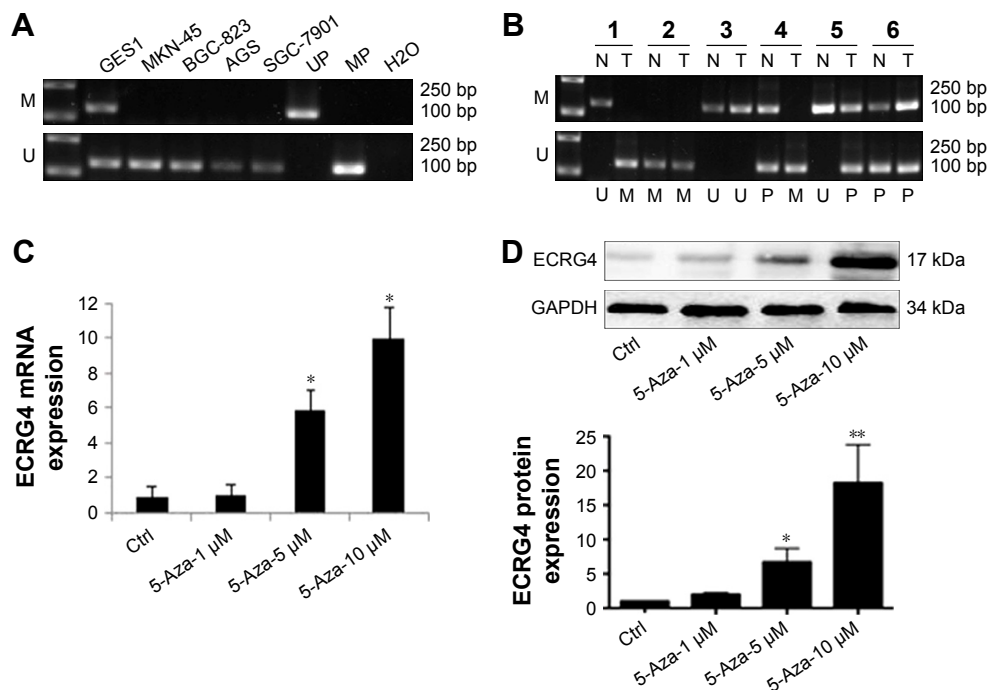 A
GES1 MKN-45 BGC-823 AGS SGC-7901 UP MP H2O
M
250 bp
100 bp
U
250 bp
100 bp
B
1 2 3 4 5 6
N T N T N T N T N T N T
M
250 bp
100 bp
U
250 bp
100 bp
U M M M U U P M U P P P
C
ECRG4 mRNA
expression
12
10
8
6
4
2
0
* *
Ctrl 5-Aza-1 µM 5-Aza-5 µM 5-Aza-10 µM
D
ECRG4 17 kDa
GAPDH 34 kDa
Ctrl 5-Aza-1 µM 5-Aza-5 µM 5-Aza-10 µM
ECRG4 protein
expression
25
20
15
10
5
0
* **
Ctrl 5-Aza-1 µM 5-Aza-5 µM 5-Aza-10 µM